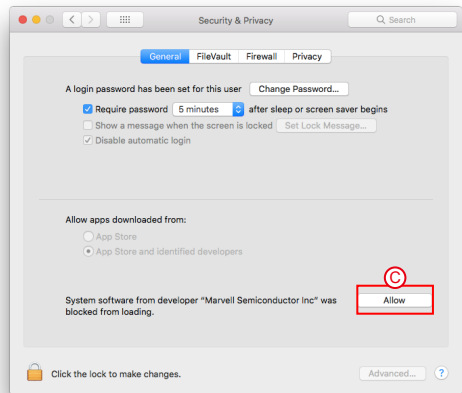 Security & Privacy
Search
General FileVault Firewall Privacy
A login password has been set for this user Change Password...
Require password 5 minutes after sleep or screen saver begins
Show a message when the screen is locked Set Lock Message...
Disable automatic login
Allow apps downloaded from:
App Store
App Store and identified developers
C
System software from developer “Marvell Semiconductor Inc” was Allow
blocked from loading.
Click the lock to make changes. Advanced... ?